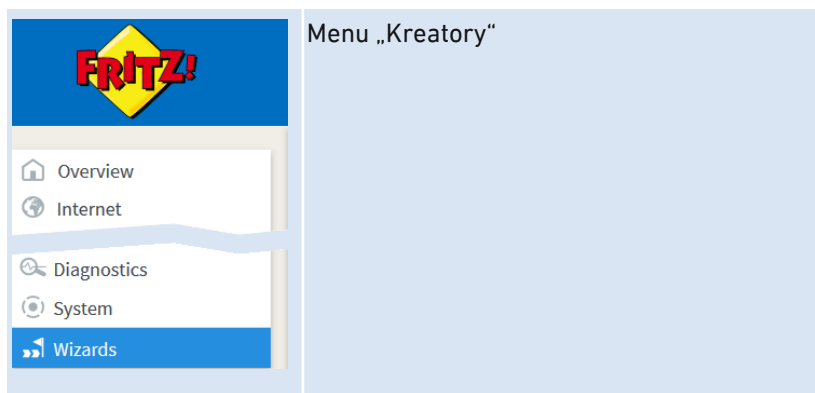 FRITZ!
Menu „Kreatory“
Overview
Internet
Diagnostics
System
Wizards